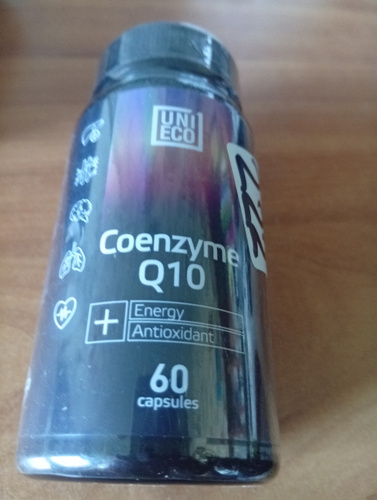 UNI
ECO
Coenzyme
Q10
Energy
Antioxidant
60
capsules